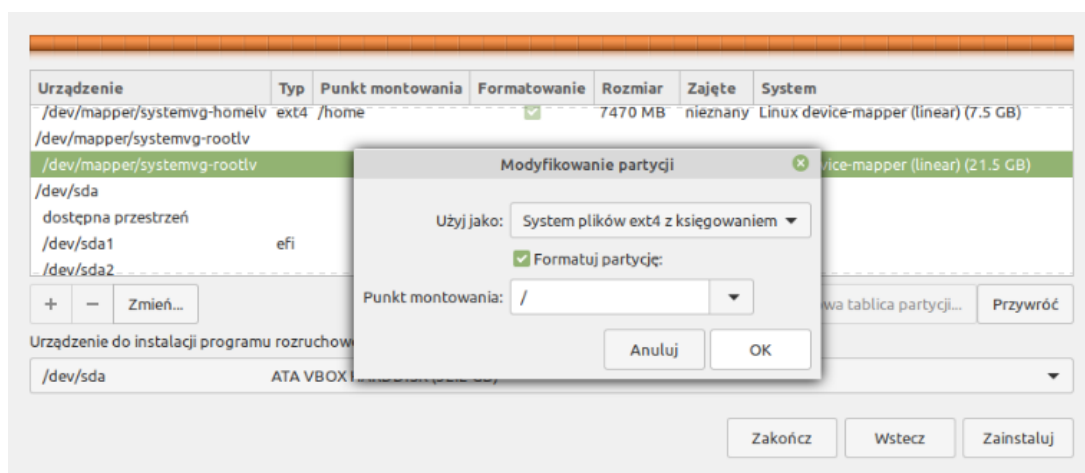 Urządzenie Typ Punkt montowania Formatowanie Rozmiar Zajęte System
/dev/mapper/systemvg-homelv ext4 /home 7470 MB nieznany Linux device-mapper (linear) (7.5 GB)
/dev/mapper/systemvg-rootlv
/dev/mapper/systemvg-rootlv vice-mapper (linear) (21.5 GB)
/dev/sda
dostępna przestrzeń
/dev/sda1 efi
/dev/sda2
Modyfikowanie partycji
Użyj jako: System plików ext4 z księgowaniem
Formatuj partycję:
Punkt montowania: /
Anuluj OK
+ − Zmień... wa tablica partycji... Przywróć
Urządzenie do instalacji programu rozruchow
/dev/sda ATA VBOX
Zakończ Wstecz Zainstaluj